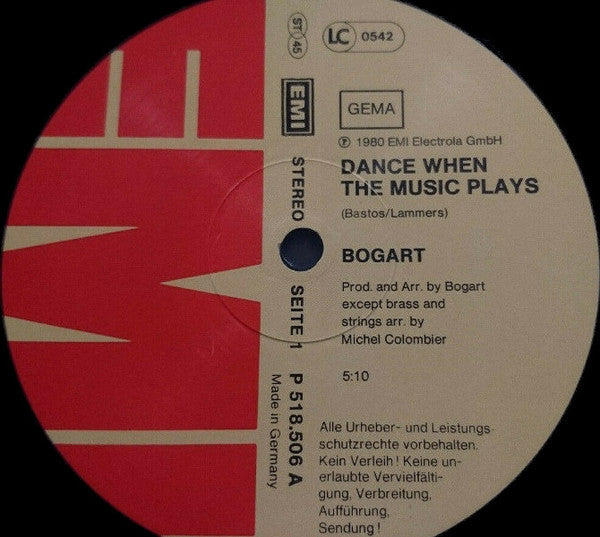 ST 45
LC 0542
EMI
GEMA
℗ 1980 EMI Electrola GmbH
DANCE WHEN
THE MUSIC PLAYS
(Bastos/Lammers)
BOGART
Prod. and Arr. by Bogart
except brass and
strings arr. by
Michel Colombier
5:10
STEREO SEITE 1 P 518.506 A
Made in Germany
Alle Urheber- und Leistungs-
schutzrechte vorbehalten.
Kein Verleih! Keine un-
erlaubte Vervielfälti-
gung, Verbreitung,
Aufführung,
Sendung!